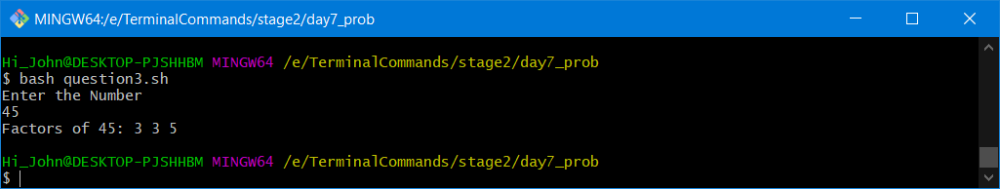 MINGW64:/e/TerminalCommands/stage2/day7_prob
Hi_John@DESKTOP-PJSHHBM MINGW64 /e/TerminalCommands/stage2/day7_prob
$ bash question3.sh
Enter the Number
45
Factors of 45: 3 3 5
Hi_John@DESKTOP-PJSHHBM MINGW64 /e/TerminalCommands/stage2/day7_prob
$